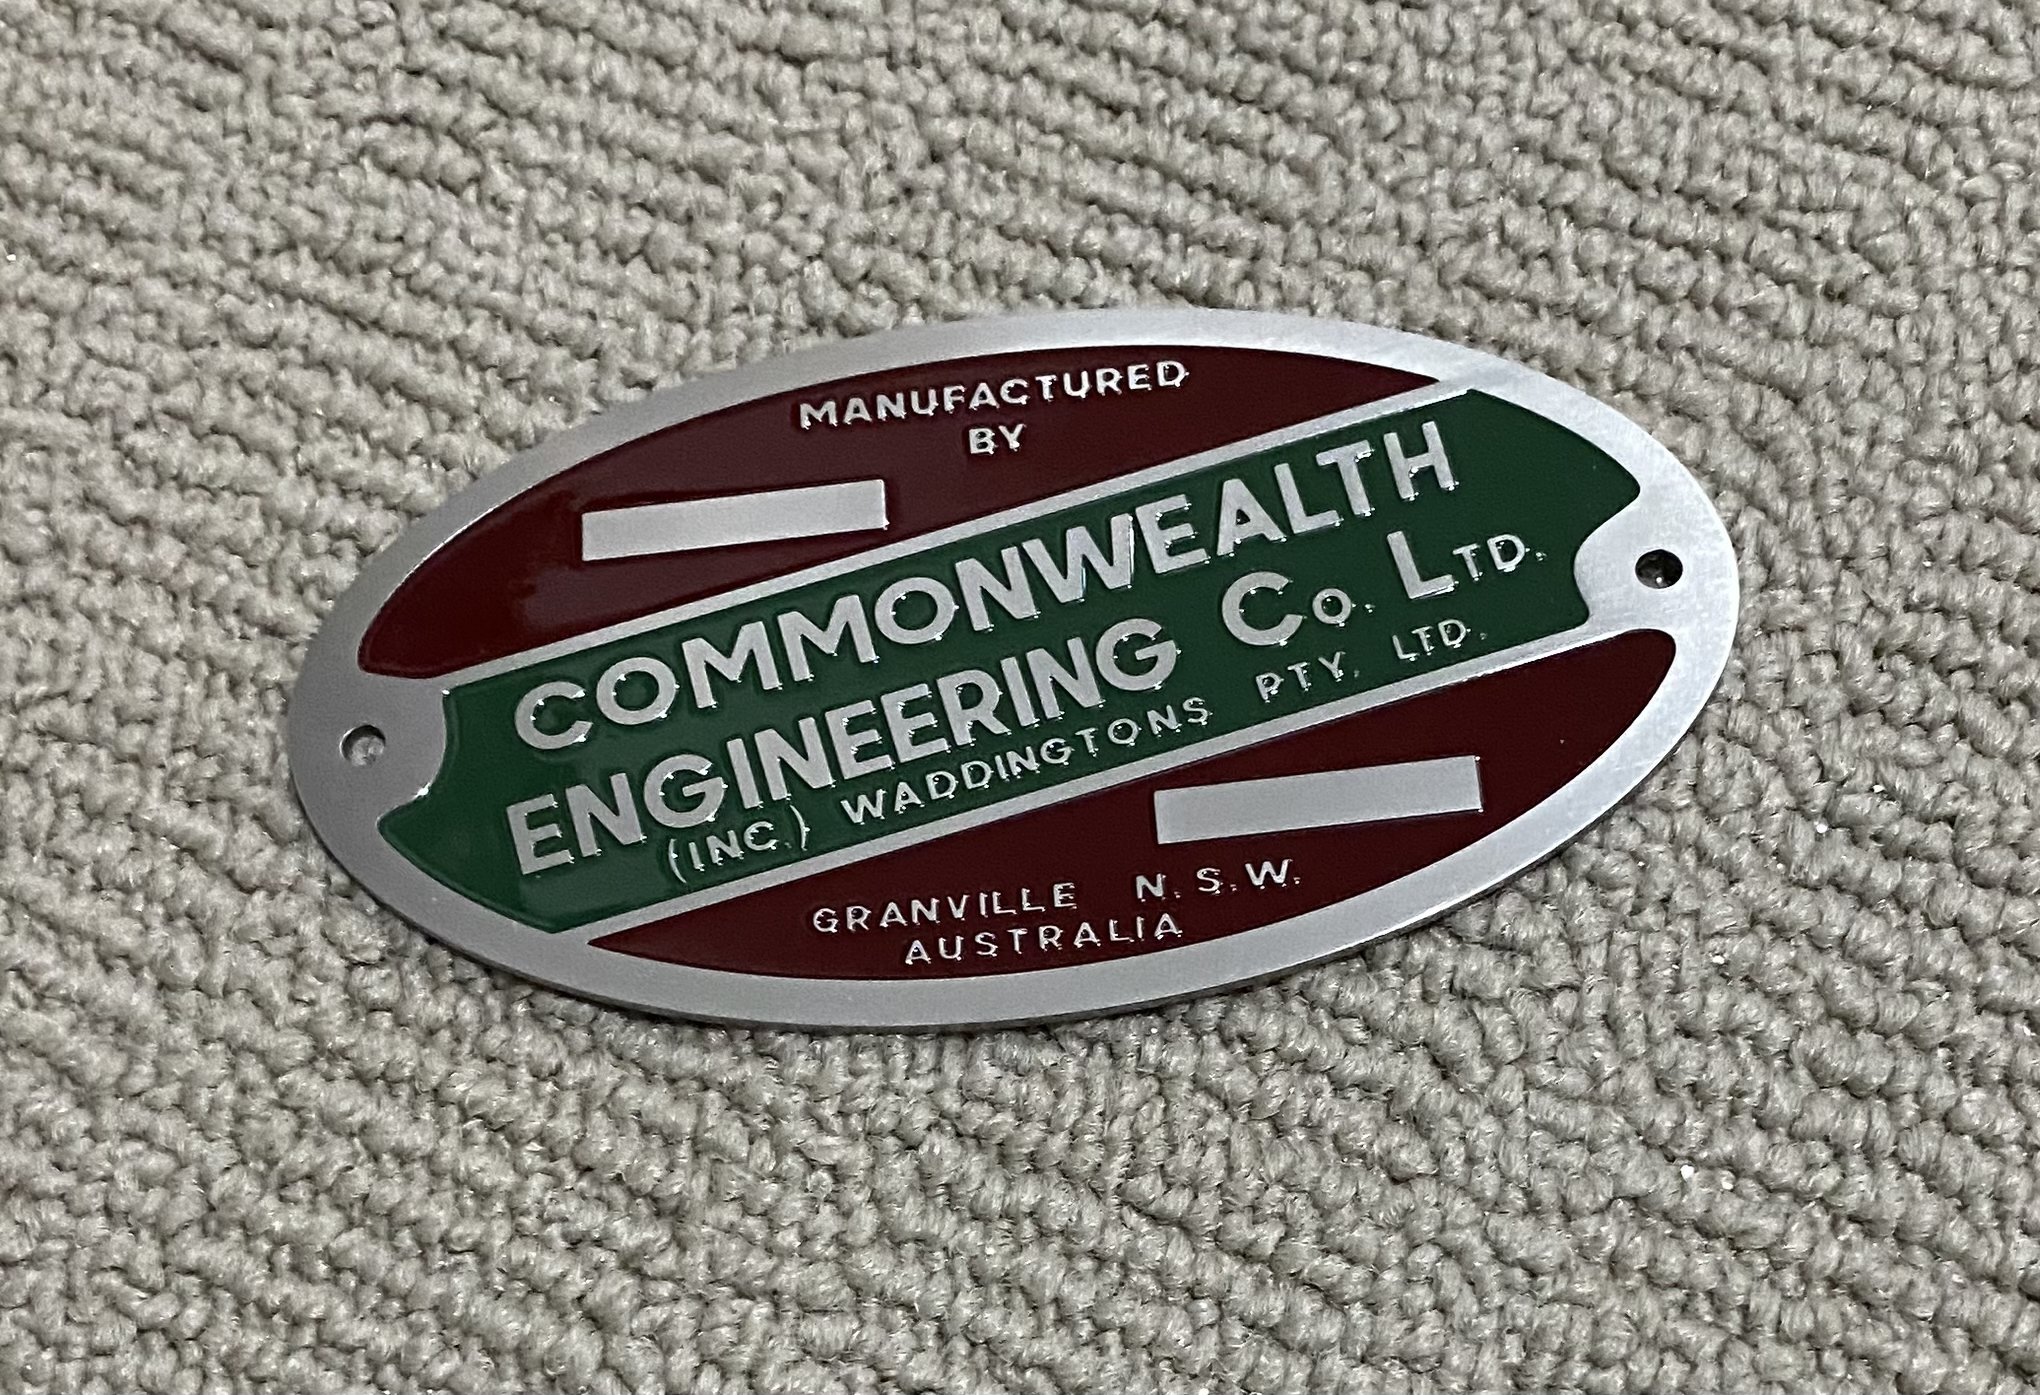 MANUFACTURED
BY
COMMONWEALTH
ENGINEERING Co. LTD.
(INC.) WADDINGTONS PTY. LTD.
GRANVILLE N.S.W.
AUSTRALIA